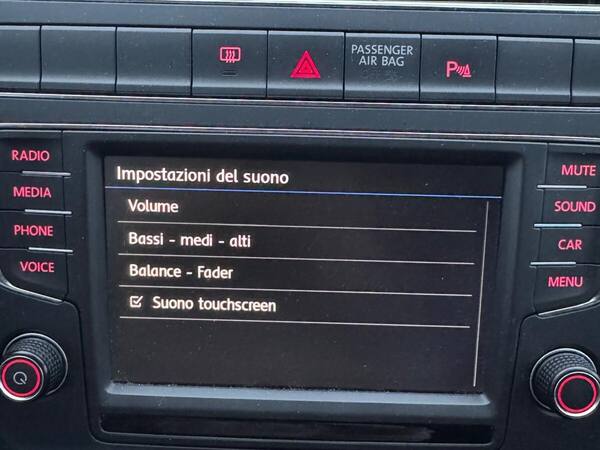 PASSENGER
AIR BAG
P
RADIO
MEDIA
PHONE
VOICE
Impostazioni del suono
Volume
Bassi - medi - alti
Balance - Fader
Suono touchscreen
MUTE
SOUND
CAR
MENU